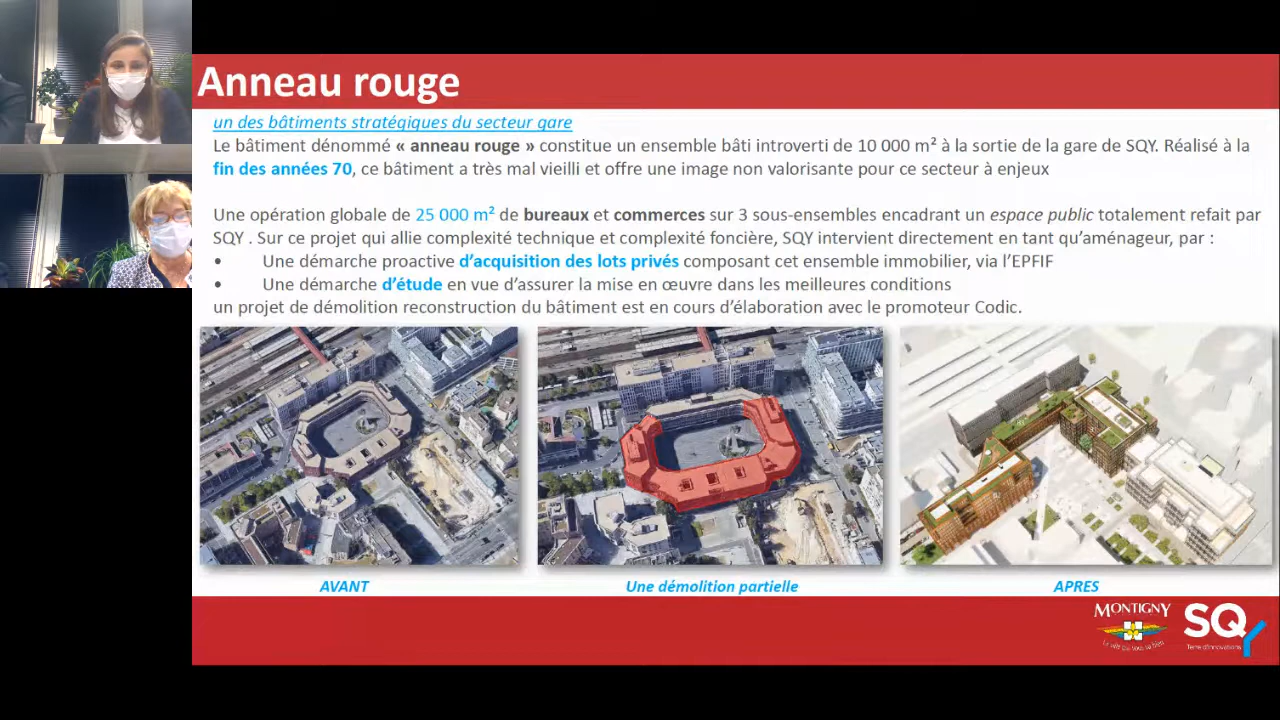 Anneau rouge
un des bâtiments stratégiques du secteur gare
Le bâtiment dénommé « anneau rouge » constitue un ensemble bâti introverti de 10 000 m² à la sortie de la gare de SQY. Réalisé à la
fin des années 70, ce bâtiment a très mal vieilli et offre une image non valorisante pour ce secteur à enjeux
Une opération globale de 25 000 m² de bureaux et commerces sur 3 sous-ensembles encadrant un espace public totalement refait par
SQY . Sur ce projet qui allie complexité technique et complexité foncière, SQY intervient directement en tant qu’aménageur, par :
• Une démarche proactive d’acquisition des lots privés composant cet ensemble immobilier, via l’EPFIF
• Une démarche d’étude en vue d’assurer la mise en œuvre dans les meilleures conditions
un projet de démolition reconstruction du bâtiment est en cours d’élaboration avec le promoteur Codic.
AVANT
Une démolition partielle
APRES
MONTIGNY
SQY
Terre d'innovations